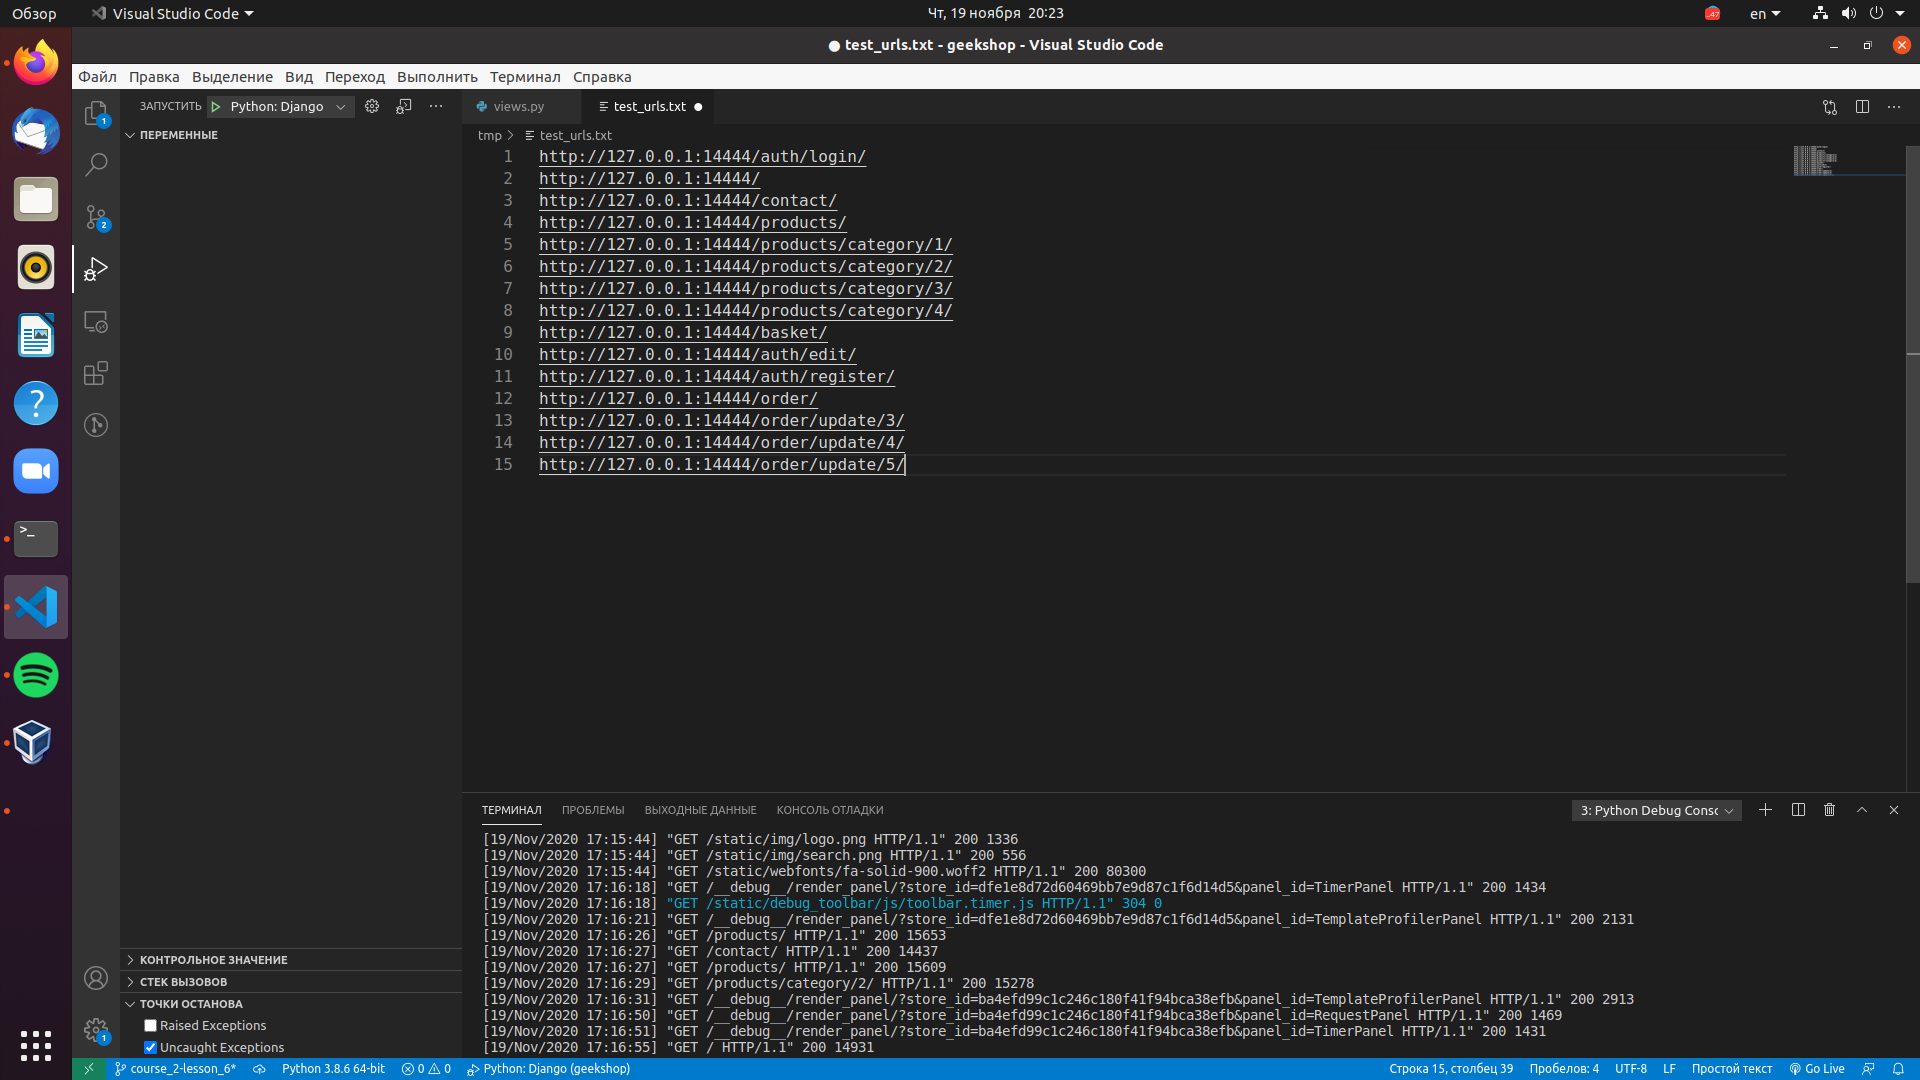 Обзор
Visual Studio Code
Чт, 19 ноября 20:23
en
● test_urls.txt - geekshop - Visual Studio Code
Файл Правка Выделение Вид Переход Выполнить Терминал Справка
ЗАПУСТИТЬ Python: Django
views.py
test_urls.txt
ПЕРЕМЕННЫЕ
tmp > test_urls.txt
1 http://127.0.0.1:14444/auth/login/
2 http://127.0.0.1:14444/
3 http://127.0.0.1:14444/contact/
4 http://127.0.0.1:14444/products/
5 http://127.0.0.1:14444/products/category/1/
6 http://127.0.0.1:14444/products/category/2/
7 http://127.0.0.1:14444/products/category/3/
8 http://127.0.0.1:14444/products/category/4/
9 http://127.0.0.1:14444/basket/
10 http://127.0.0.1:14444/auth/edit/
11 http://127.0.0.1:14444/auth/register/
12 http://127.0.0.1:14444/order/
13 http://127.0.0.1:14444/order/update/3/
14 http://127.0.0.1:14444/order/update/4/
15 http://127.0.0.1:14444/order/update/5/
1
2
ТЕРМИНАЛ ПРОБЛЕМЫ ВЫХОДНЫЕ ДАННЫЕ КОНСОЛЬ ОТЛАДКИ
3: Python Debug Consc
[19/Nov/2020 17:15:44] "GET /static/img/logo.png HTTP/1.1" 200 1336
[19/Nov/2020 17:15:44] "GET /static/img/search.png HTTP/1.1" 200 556
[19/Nov/2020 17:15:44] "GET /static/webfonts/fa-solid-900.woff2 HTTP/1.1" 200 80300
[19/Nov/2020 17:16:18] "GET /__debug__/render_panel/?store_id=dfe1e8d72d60469bb7e9d87c1f6d14d5&panel_id=TimerPanel HTTP/1.1" 200 1434
[19/Nov/2020 17:16:18] "GET /static/debug_toolbar/js/toolbar.timer.js HTTP/1.1" 304 0
[19/Nov/2020 17:16:21] "GET /__debug__/render_panel/?store_id=dfe1e8d72d60469bb7e9d87c1f6d14d5&panel_id=TemplateProfilerPanel HTTP/1.1" 200 2131
[19/Nov/2020 17:16:26] "GET /products/ HTTP/1.1" 200 15653
[19/Nov/2020 17:16:27] "GET /contact/ HTTP/1.1" 200 14437
[19/Nov/2020 17:16:27] "GET /products/ HTTP/1.1" 200 15609
[19/Nov/2020 17:16:29] "GET /products/category/2/ HTTP/1.1" 200 15278
[19/Nov/2020 17:16:31] "GET /__debug__/render_panel/?store_id=ba4efd99c1c246c180f41f94bca38efb&panel_id=TemplateProfilerPanel HTTP/1.1" 200 2913
[19/Nov/2020 17:16:50] "GET /__debug__/render_panel/?store_id=ba4efd99c1c246c180f41f94bca38efb&panel_id=RequestPanel HTTP/1.1" 200 1469
[19/Nov/2020 17:16:51] "GET /__debug__/render_panel/?store_id=ba4efd99c1c246c180f41f94bca38efb&panel_id=TimerPanel HTTP/1.1" 200 1431
[19/Nov/2020 17:16:55] "GET / HTTP/1.1" 200 14931
КОНТРОЛЬНОЕ ЗНАЧЕНИЕ
СТЕК ВЫЗОВОВ
ТОЧКИ ОСТАНОВА
Raised Exceptions
Uncaught Exceptions
1
course_2-lesson_6*
Python 3.8.6 64-bit
0 0
Python: Django (geekshop)
Строка 15, столбец 39
Пробелов: 4
UTF-8
LF
Простой текст
Go Live